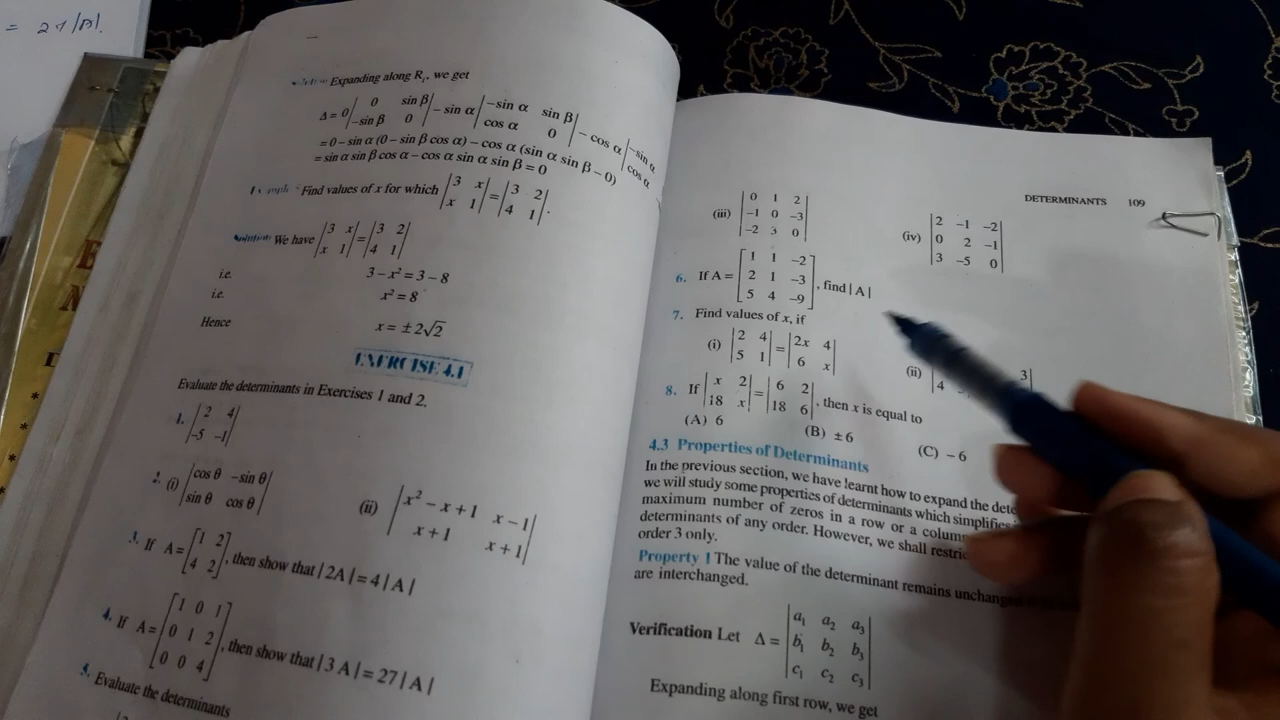 = 27 |A|.
Expanding along R₁, we get
Δ = 0 | 0 sin β | – sin α | –sin α sin β | – cos α | –sin α
| –sin β 0 | | cos α 0 | | cos α
= 0 – sin α (0 – sin β cos α) – cos α (sin α sin β – 0)
= sin α sin β cos α – cos α sin α sin β = 0
Find values of x for which | 3 x | = | 3 2 |.
| x 1 | | 4 1 |
Solution We have | 3 x | = | 3 2 |
| x 1 | | 4 1 |
i.e. 3 – x² = 3 – 8
i.e. x² = 8
Hence x = ± 2√2
EXERCISE 4.1
Evaluate the determinants in Exercises 1 and 2.
1. | 2 4 |
| –5 –1 |
2. (i) | cos θ –sin θ | (ii) | x² – x + 1 x – 1 |
| sin θ cos θ | | x + 1 x + 1 |
3. If A = [ 1 2 ], then show that | 2A | = 4 | A |
[ 4 2 ]
4. If A = [ 1 0 1 ]
[ 0 1 2 ], then show that | 3 A | = 27 | A |
[ 0 0 4 ]
5. Evaluate the determinants
DETERMINANTS 109
(iii) | 0 1 2 | (iv) | 2 –1 –2 |
| –1 0 –3 | | 0 2 –1 |
| –2 3 0 | | 3 –5 0 |
6. If A = [ 1 1 –2 ]
[ 2 1 –3 ], find | A |
[ 5 4 –9 ]
7. Find values of x, if
(i) | 2 4 | = | 2x 4 | (ii) 3 |
| 5 1 | | 6 x | | 4
8. If | x 2 | = | 6 2 |, then x is equal to
| 18 x | | 18 6 |
(A) 6 (B) ± 6 (C) – 6
4.3 Properties of Determinants
In the previous section, we have learnt how to expand the dete
we will study some properties of determinants which simplifies
maximum number of zeros in a row or a column
determinants of any order. However, we shall restric
order 3 only.
Property 1 The value of the determinant remains unchanged
are interchanged.
Verification Let Δ = | a₁ a₂ a₃ |
| b₁ b₂ b₃ |
| c₁ c₂ c₃ |
Expanding along first row, we get